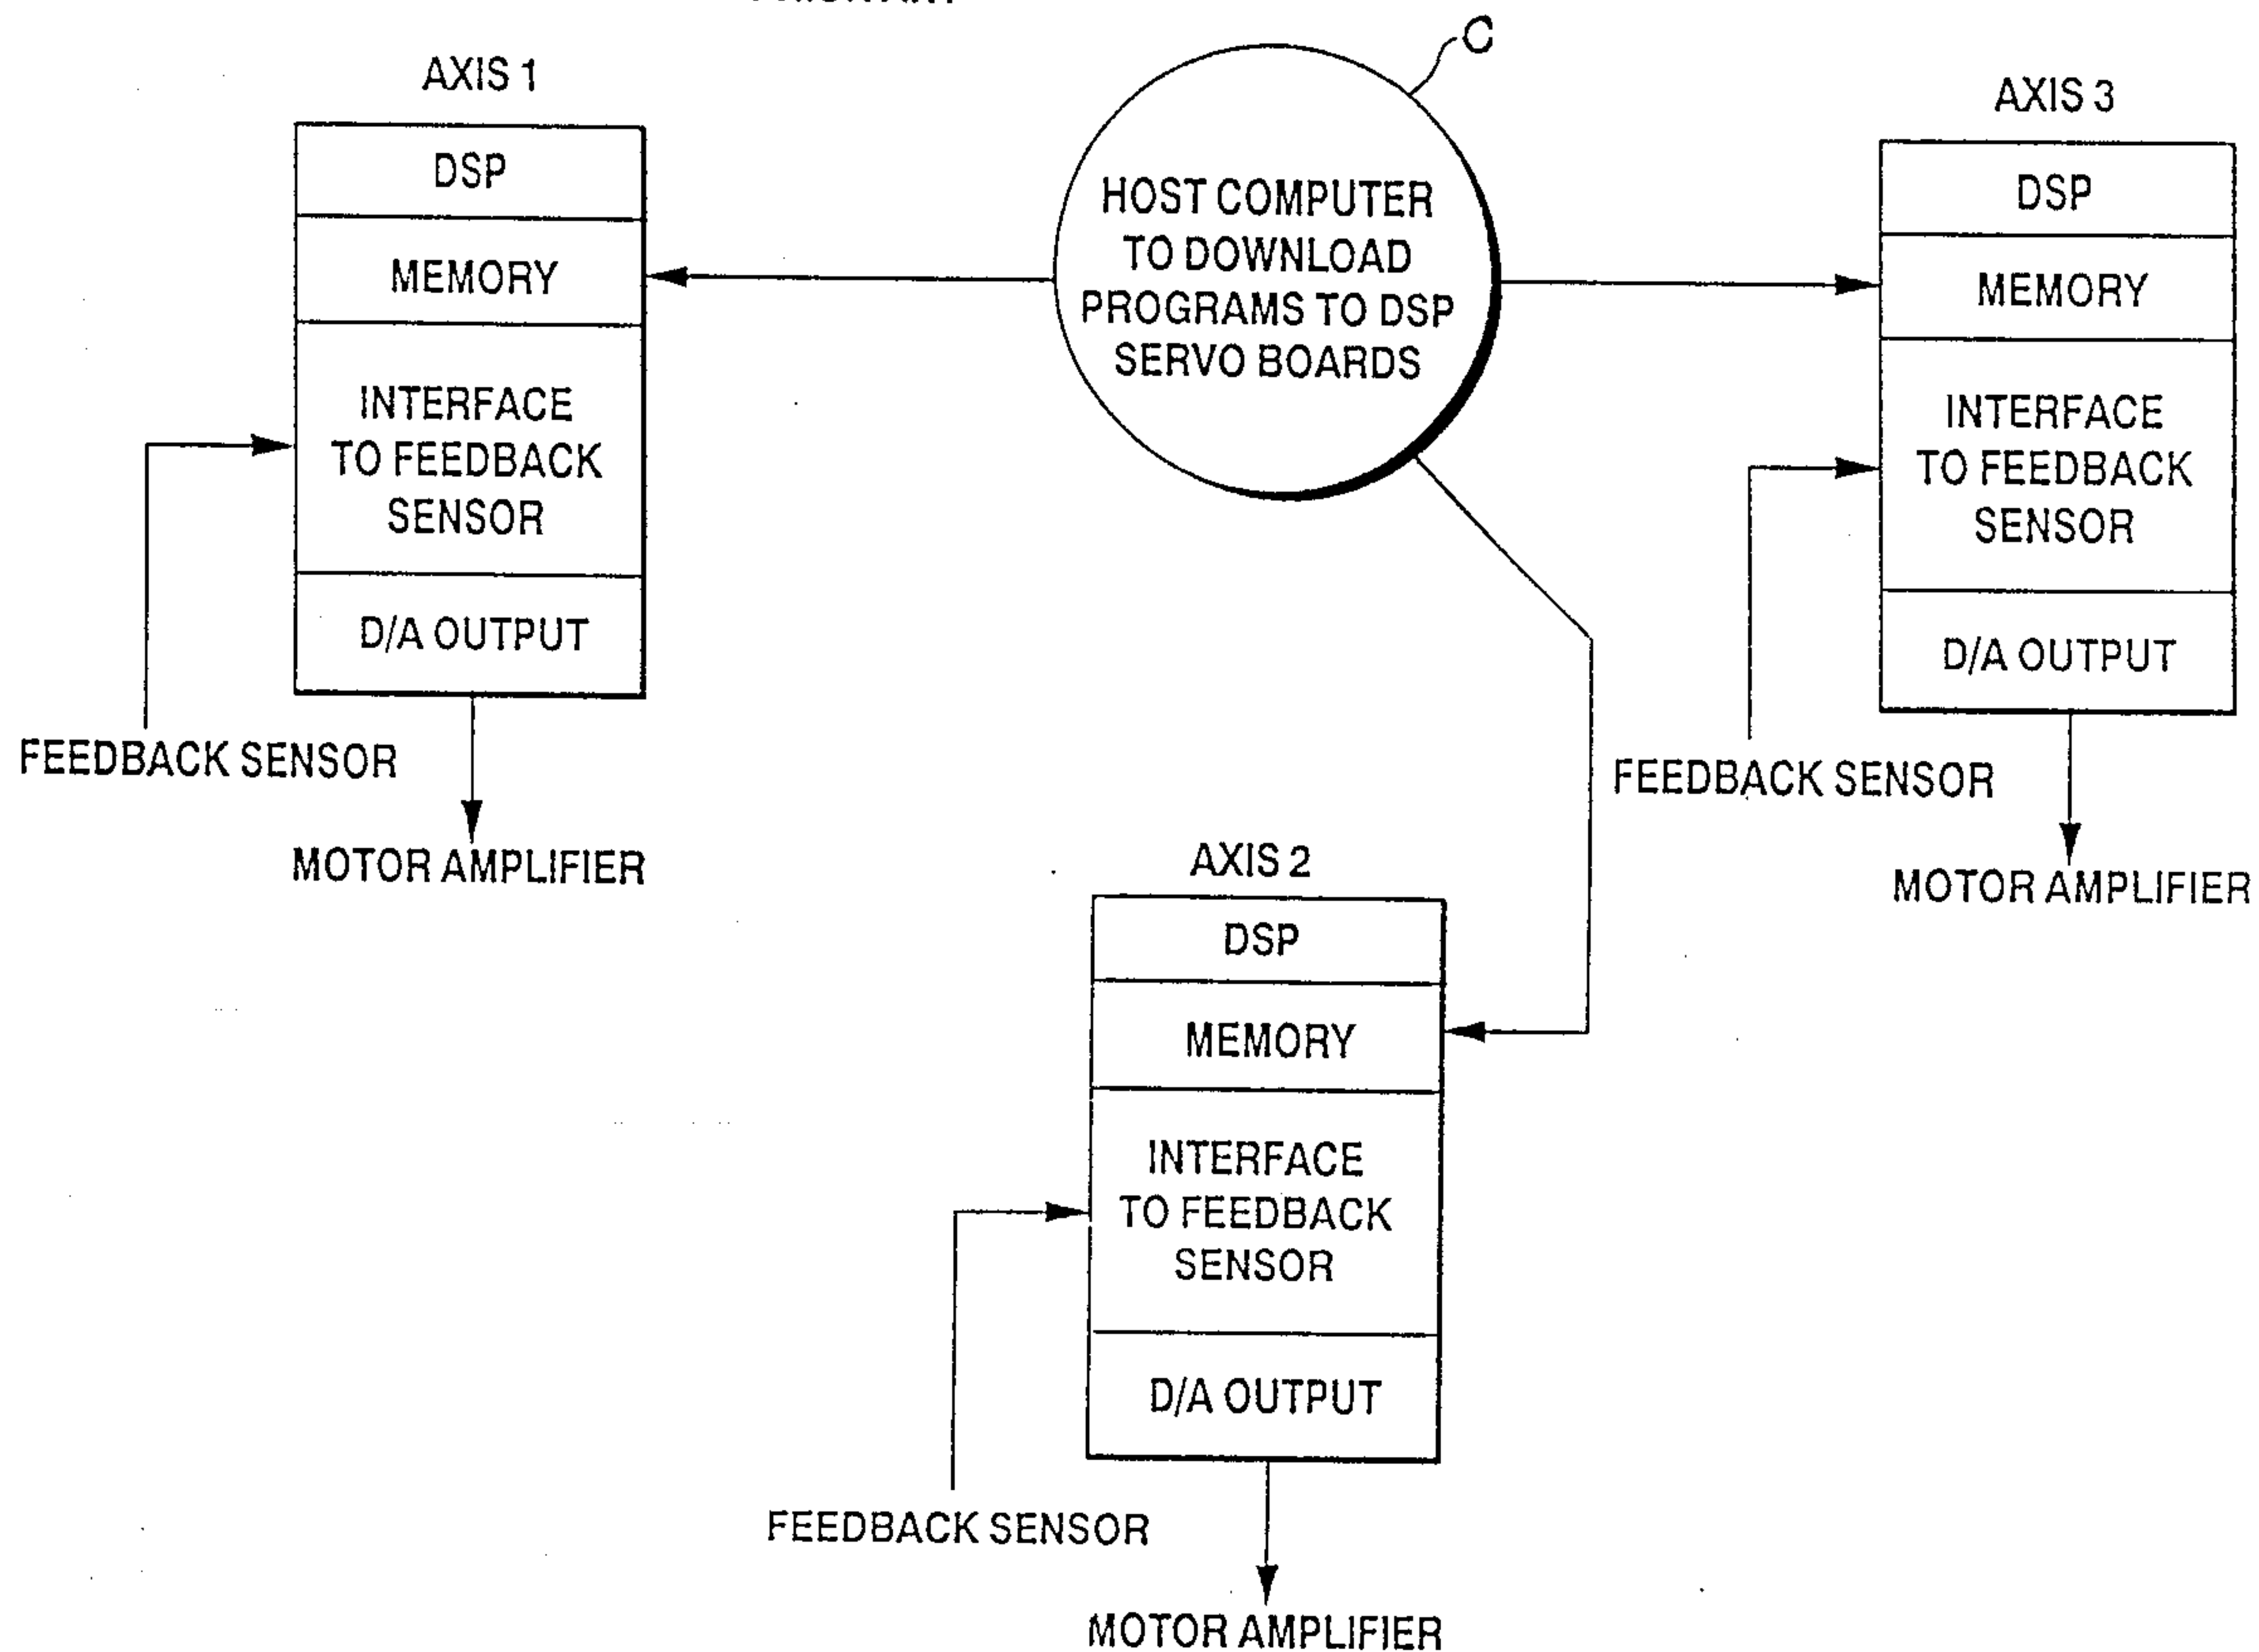 C
AXIS 1
DSP
MEMORY
INTERFACE
TO FEEDBACK
SENSOR
D/A OUTPUT
FEEDBACK SENSOR
MOTOR AMPLIFIER
HOST COMPUTER
TO DOWNLOAD
PROGRAMS TO DSP
SERVO BOARDS
AXIS 3
DSP
MEMORY
INTERFACE
TO FEEDBACK
SENSOR
D/A OUTPUT
FEEDBACK SENSOR
MOTOR AMPLIFIER
AXIS 2
DSP
MEMORY
INTERFACE
TO FEEDBACK
SENSOR
D/A OUTPUT
FEEDBACK SENSOR
MOTOR AMPLIFIER